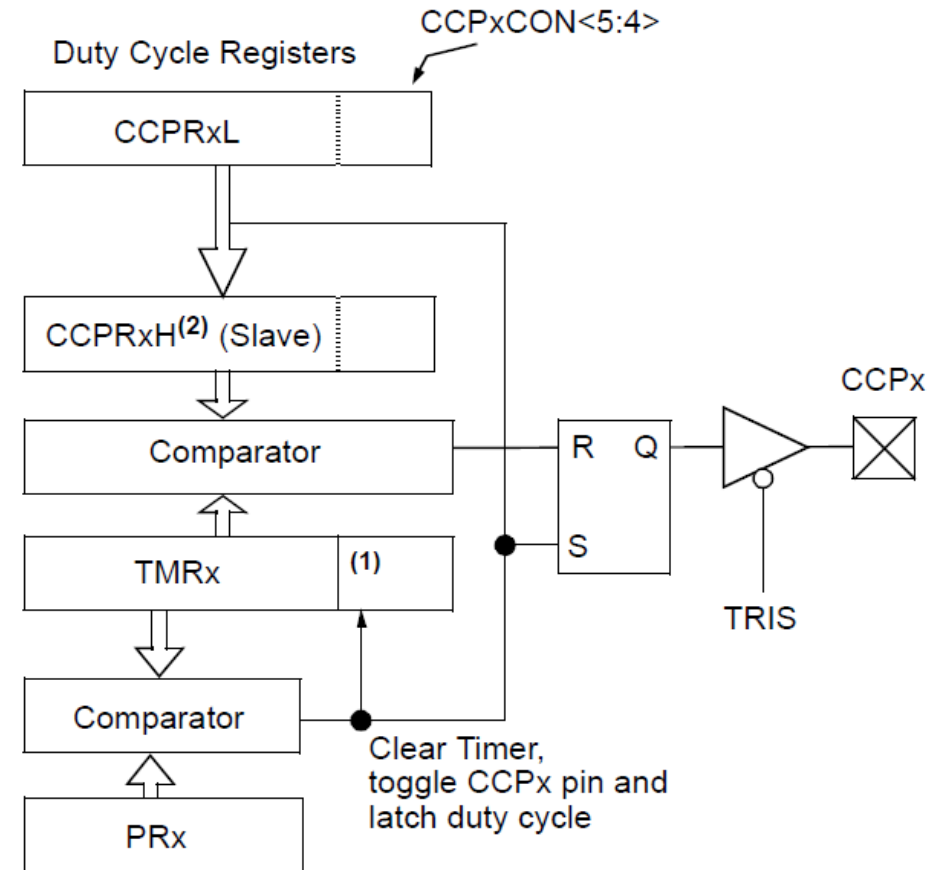 CCPxCON<5:4>
Duty Cycle Registers
CCPRxL
CCPRxH(2) (Slave)
CCPx
Comparator
R Q
S
TMRx (1)
TRIS
Comparator
Clear Timer,
toggle CCPx pin and
latch duty cycle
PRx